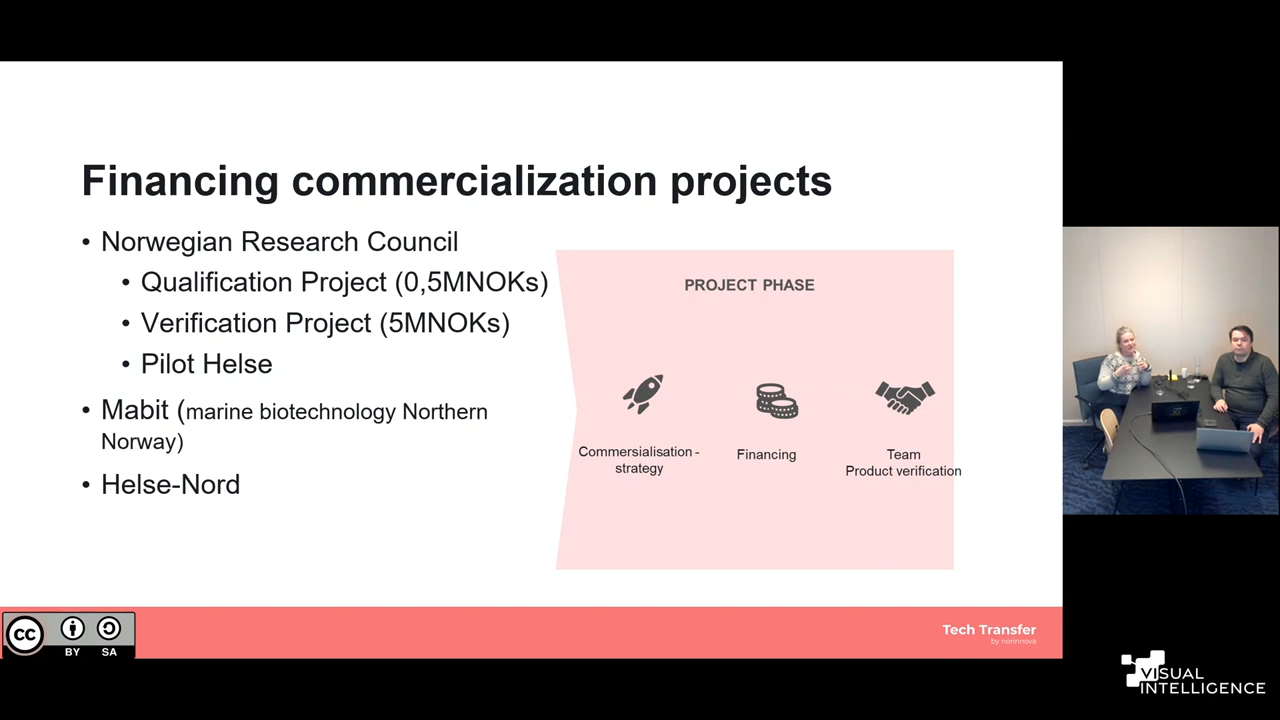 Financing commercialization projects
• Norwegian Research Council
• Qualification Project (0,5MNOKs)
• Verification Project (5MNOKs)
• Pilot Helse
• Mabit (marine biotechnology Northern
Norway)
• Helse-Nord
PROJECT PHASE
Commersialisation -
strategy
Financing
Team
Product verification
Tech Transfer
by norinnova
cc
BY SA
VISUAL
INTELLIGENCE